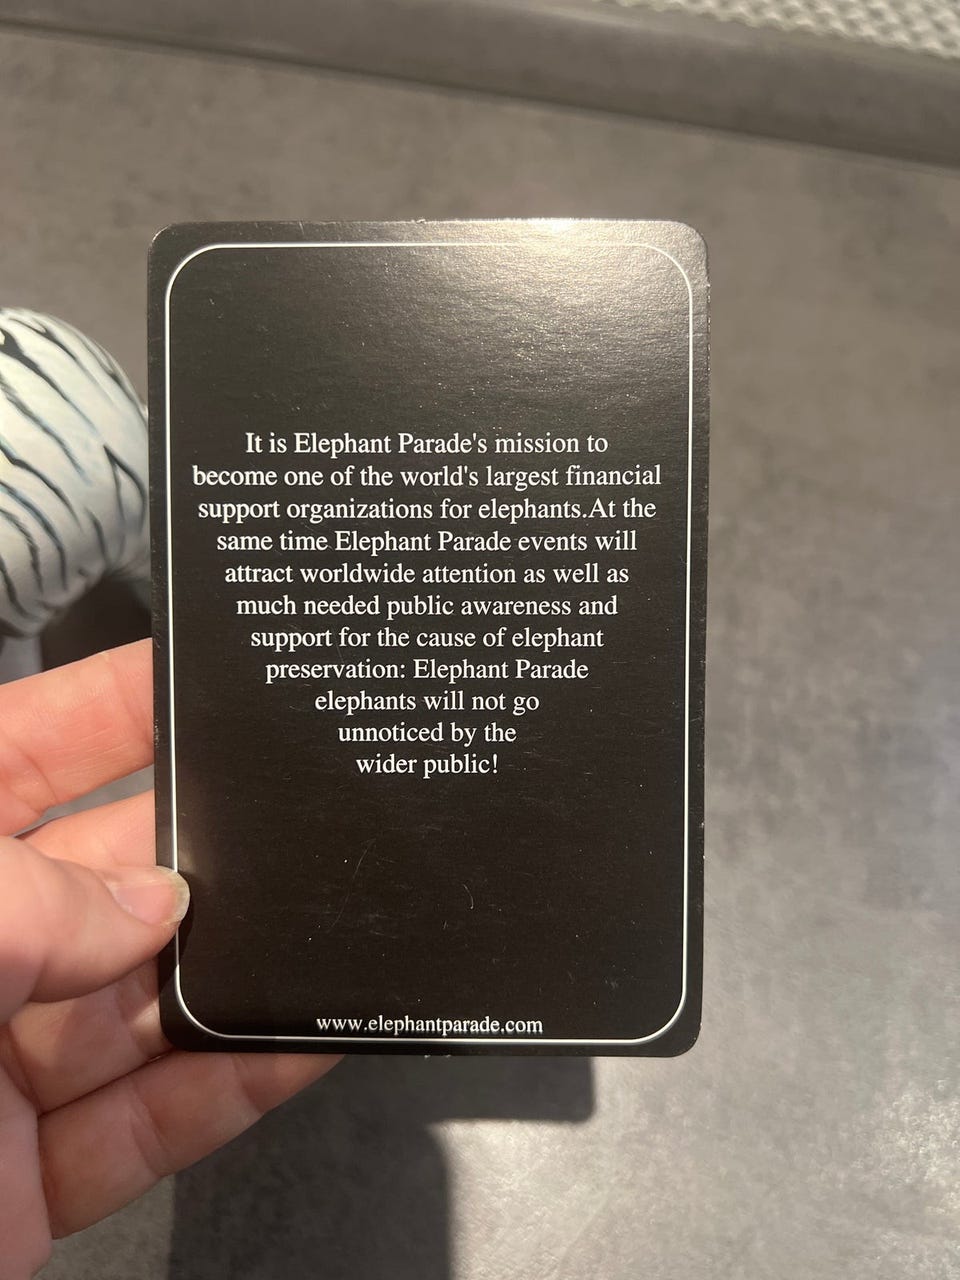 It is Elephant Parade's mission to
become one of the world's largest financial
support organizations for elephants.At the
same time Elephant Parade events will
attract worldwide attention as well as
much needed public awareness and
support for the cause of elephant
preservation: Elephant Parade
elephants will not go
unnoticed by the
wider public!
www.elephantparade.com